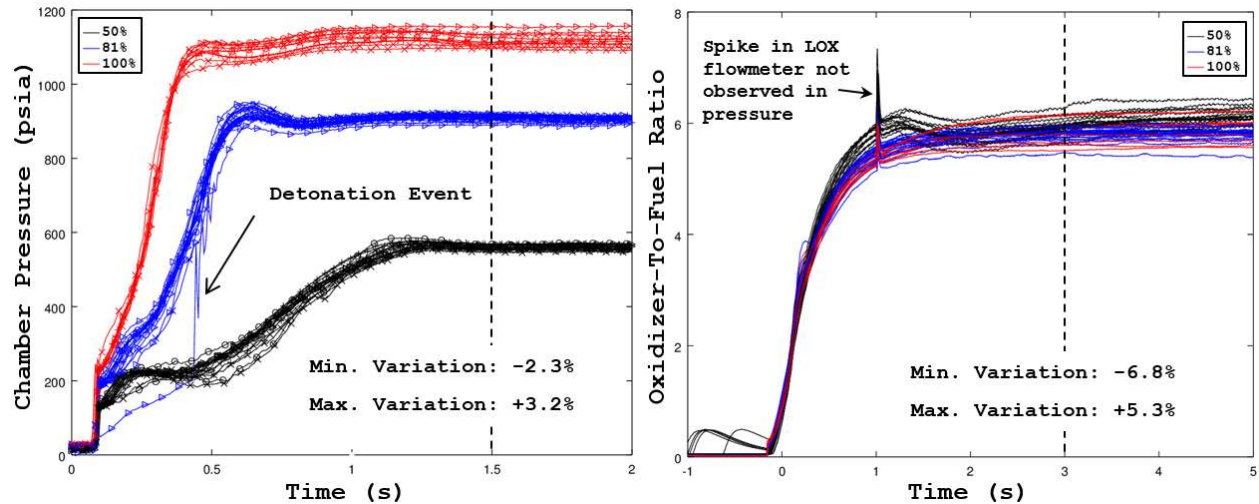 50%
81%
100%
Detonation Event
Min. Variation: -2.3%
Max. Variation: +3.2%
Chamber Pressure (psia)
1200
1000
800
600
400
200
0
0
0.5
1
1.5
2
Time (s)
Spike in LOX
flowmeter not
observed in
pressure
50%
81%
100%
Min. Variation: -6.8%
Max. Variation: +5.3%
Oxidizer-To-Fuel Ratio
8
6
4
2
0
-1
0
1
2
3
4
5
Time (s)